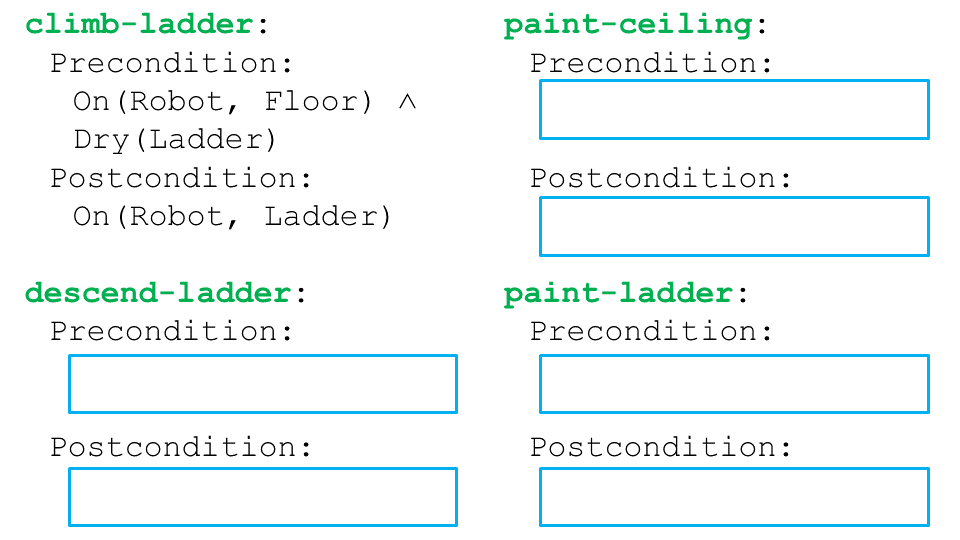 climb-ladder:
Precondition:
On(Robot, Floor) ∧
Dry(Ladder)
Postcondition:
On(Robot, Ladder)
paint-ceiling:
Precondition:
Postcondition:
descend-ladder:
Precondition:
Postcondition:
paint-ladder:
Precondition:
Postcondition: